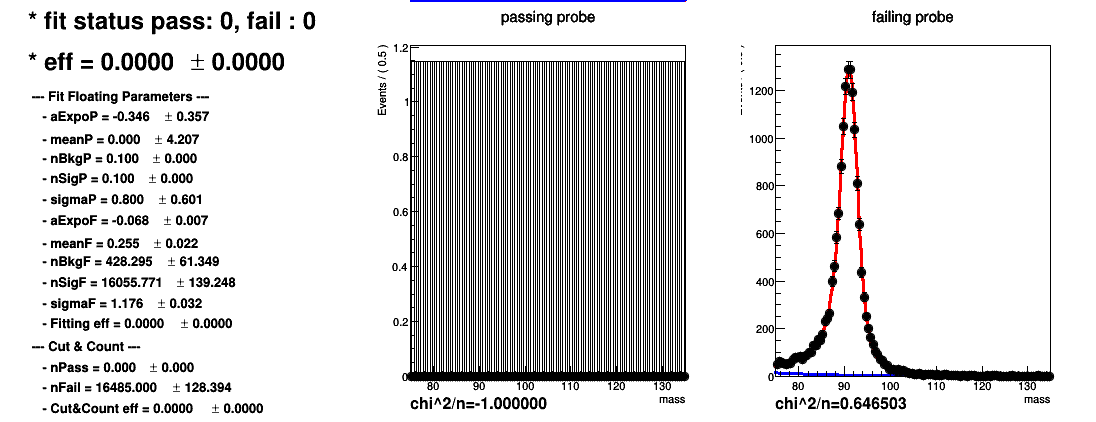 * fit status pass: 0, fail : 0
* eff = 0.0000 ± 0.0000
--- Fit Floating Parameters ---
- aExpoP = -0.346 ± 0.357
- meanP = 0.000 ± 4.207
- nBkgP = 0.100 ± 0.000
- nSigP = 0.100 ± 0.000
- sigmaP = 0.800 ± 0.601
- aExpoF = -0.068 ± 0.007
- meanF = 0.255 ± 0.022
- nBkgF = 428.295 ± 61.349
- nSigF = 16055.771 ± 139.248
- sigmaF = 1.176 ± 0.032
- Fitting eff = 0.0000 ± 0.0000
--- Cut & Count ---
- nPass = 0.000 ± 0.000
- nFail = 16485.000 ± 128.394
- Cut&Count eff = 0.0000 ± 0.0000
passing probe
Events / ( 0.5 )
1.2
1
0.8
0.6
0.4
0.2
0
80 90 100 110 120 130
mass
chi^2/n=-1.000000
failing probe
1200
1000
800
600
400
200
0
80 90 100 110 120 130
mass
chi^2/n=0.646503